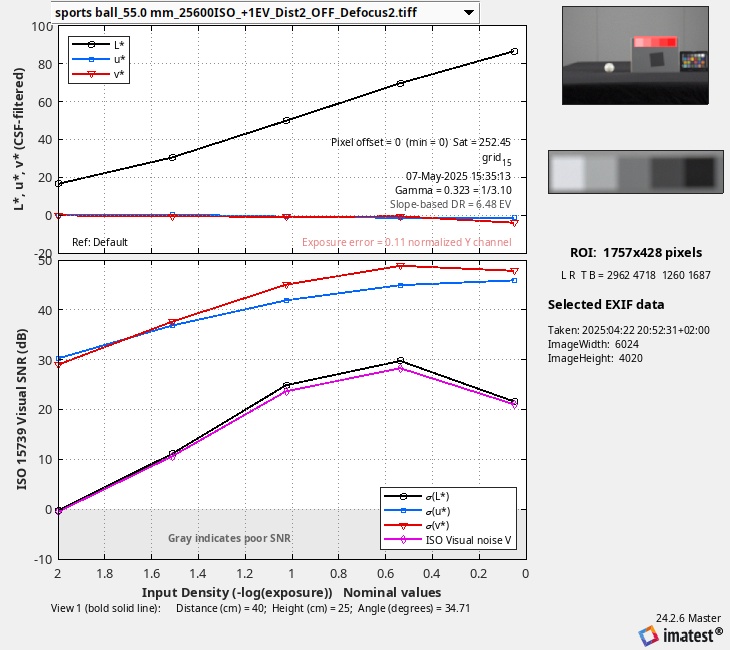 sports ball_55.0 mm_25600ISO_+1EV_Dist2_OFF_Defocus2.tiff
100
80
60
40
20
0
-20
L*, u*, v* (CSF-filtered)
L*
u*
v*
Pixel offset = 0 (min = 0) Sat = 252.45
grid15
07-May-2025 15:35:13
Gamma = 0.323 = 1/3.10
Slope-based DR = 6.48 EV
Ref: Default
Exposure error = 0.11 normalized Y channel
50
40
30
20
10
0
-10
ISO 15739 Visual SNR (dB)
σ(L*)
σ(u*)
σ(v*)
ISO Visual noise V
Gray indicates poor SNR
2 1.8 1.6 1.4 1.2 1 0.8 0.6 0.4 0.2 0
Input Density (-log(exposure)) Nominal values
View 1 (bold solid line): Distance (cm) = 40; Height (cm) = 25; Angle (degrees) = 34.71
ROI: 1757x428 pixels
L R T B = 2962 4718 1260 1687
Selected EXIF data
Taken: 2025:04:22 20:52:31+02:00
ImageWidth: 6024
ImageHeight: 4020
24.2.6 Master
imatest®